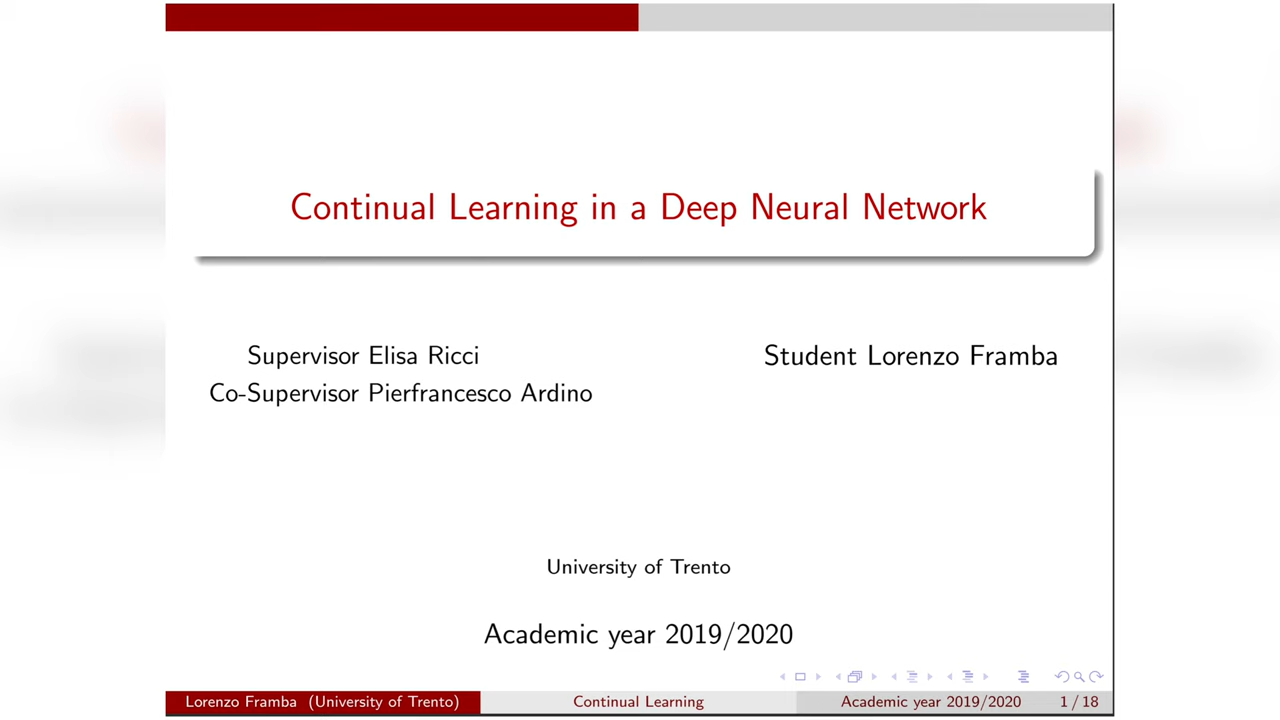 Continual Learning in a Deep Neural Network
Supervisor Elisa Ricci
Co-Supervisor Pierfrancesco Ardino
Student Lorenzo Framba
University of Trento
Academic year 2019/2020
Lorenzo Framba (University of Trento)
Continual Learning
Academic year 2019/2020
1 / 18